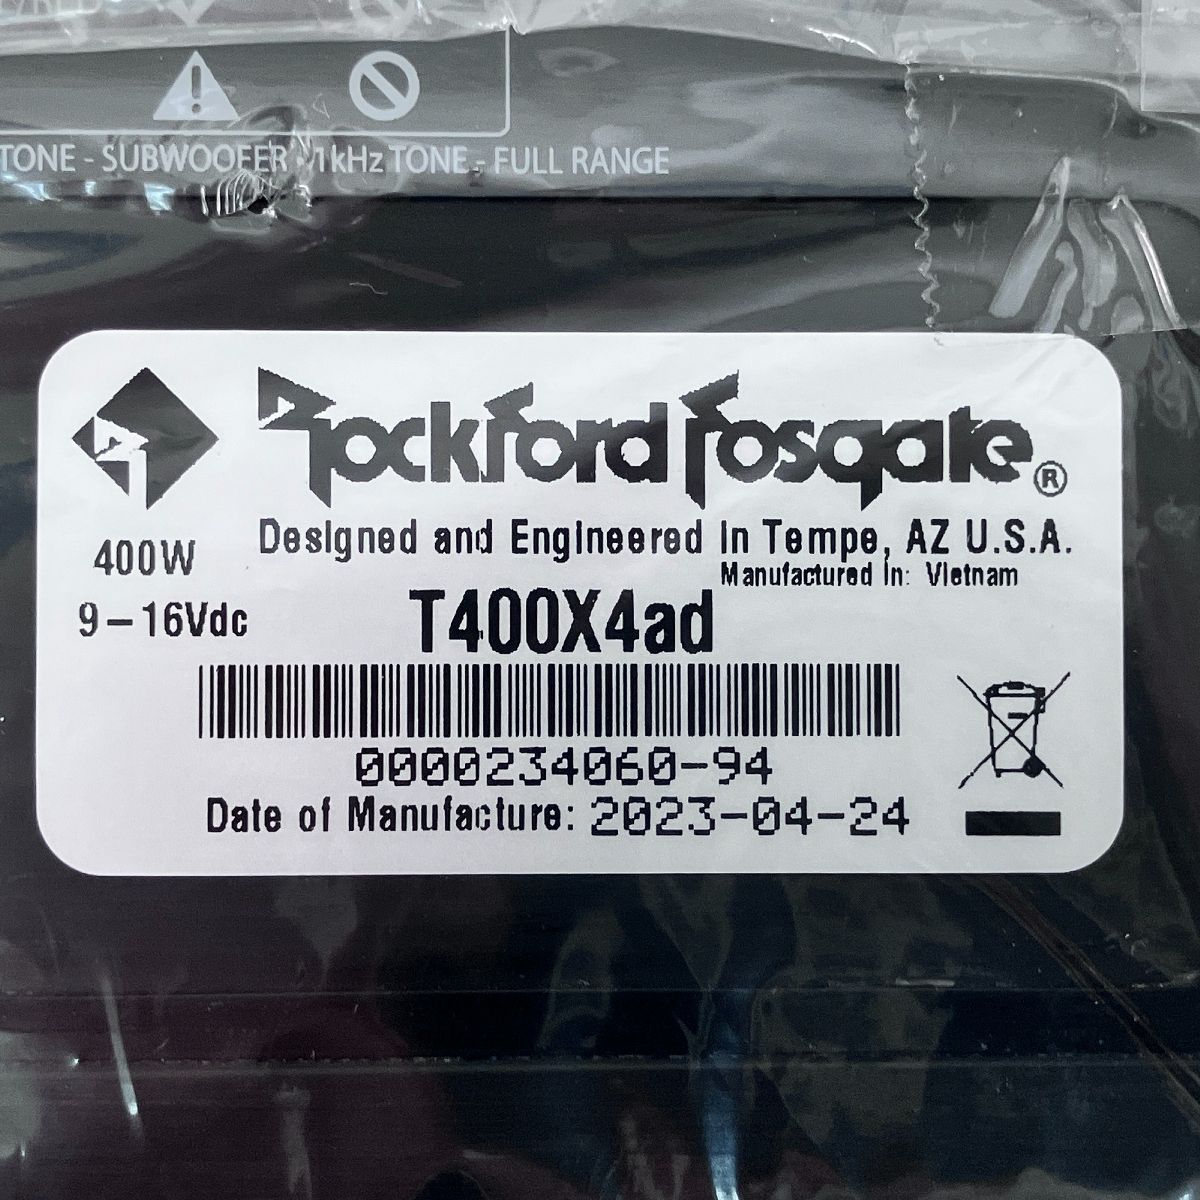 TONE - SUBWOOFER • 1kHz TONE - FULL RANGE
Rockford Fosgate®
400W
Designed and Engineered In Tempe, AZ U.S.A.
Manufactured In: Vietnam
9-16Vdc
T400X4ad
0000234060-94
Date of Manufacture: 2023-04-24